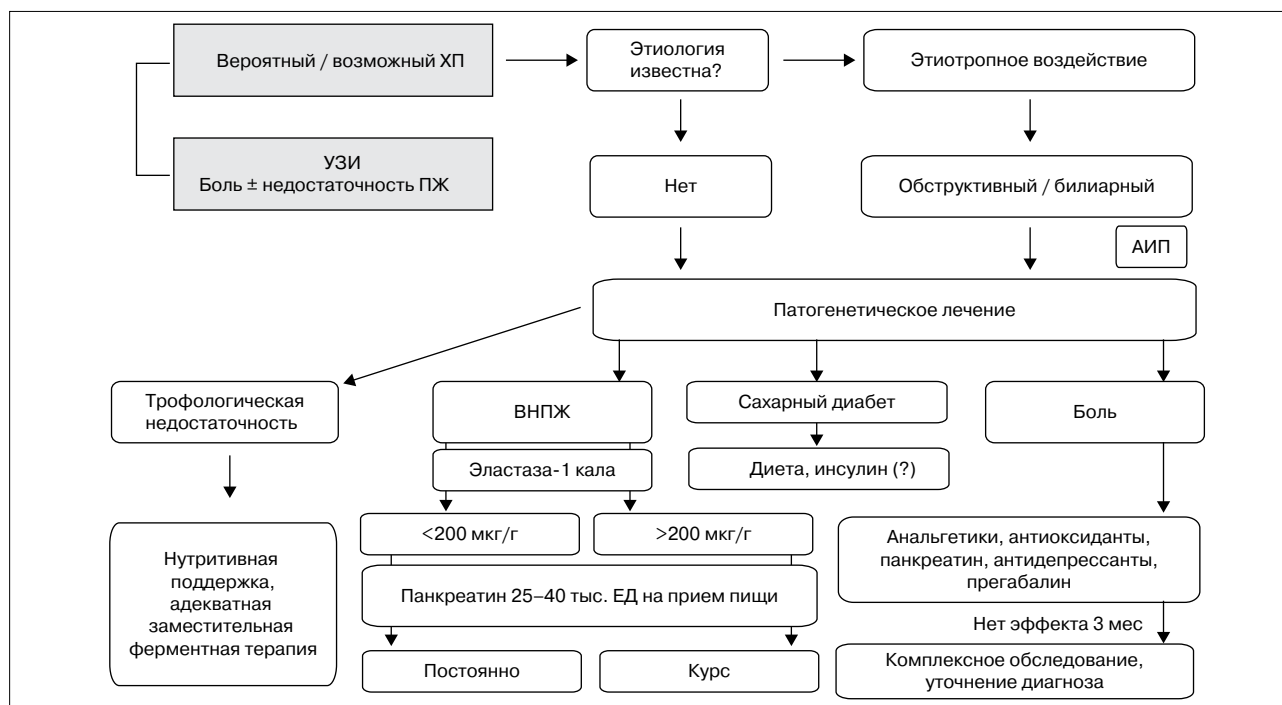 Вероятный / возможный ХП
Этиология
известна?
Этиотропное воздействие
УЗИ
Боль ± недостаточность ПЖ
Нет
Обструктивный / билиарный
АИП
Патогенетическое лечение
Трофологическая
недостаточность
ВНПЖ
Сахарный диабет
Боль
Эластаза-1 кала
Диета, инсулин (?)
<200 мкг/г
>200 мкг/г
Нутритивная
поддержка,
адекватная
заместительная
ферментная терапия
Панкреатин 25–40 тыс. ЕД на прием пищи
Анальгетики, антиоксиданты,
панкреатин, антидепрессанты,
прегабалин
Нет эффекта 3 мес
Постоянно
Курс
Комплексное обследование,
уточнение диагноза